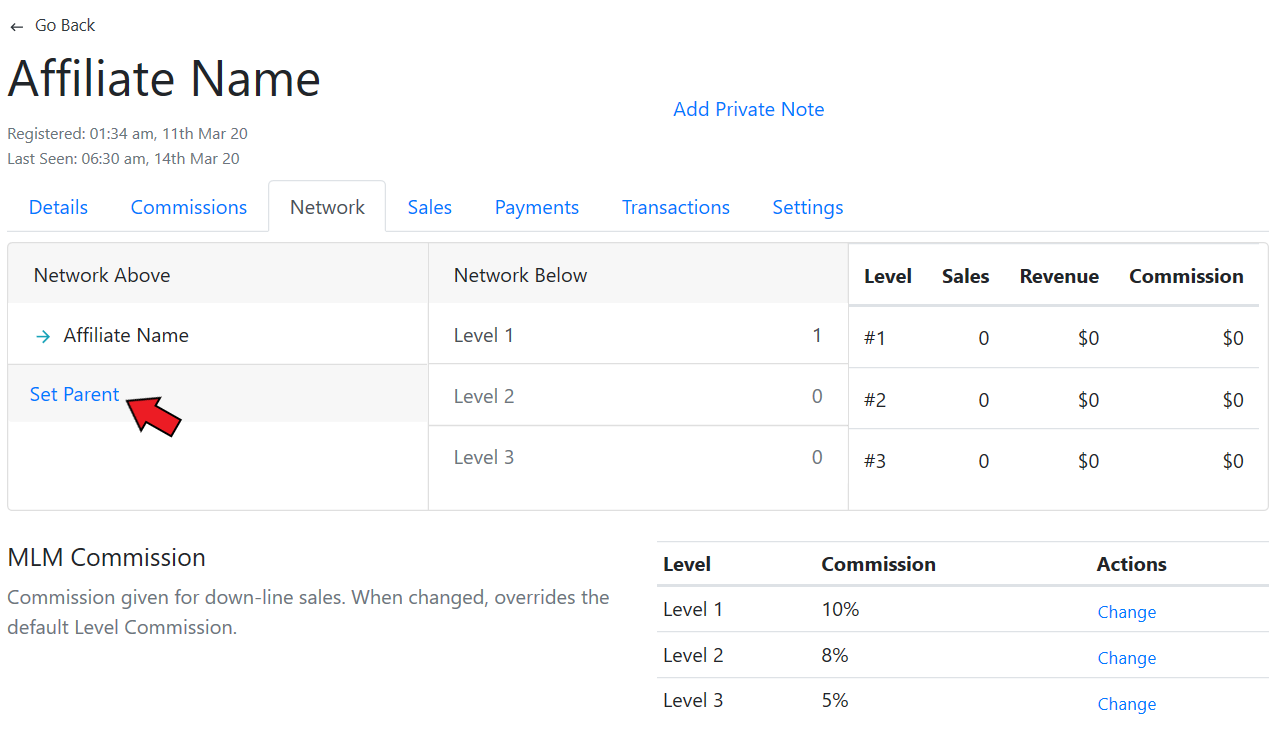 ← Go Back
Affiliate Name
Add Private Note
Registered: 01:34 am, 11th Mar 20
Last Seen: 06:30 am, 14th Mar 20
Details Commissions Network Sales Payments Transactions Settings
Network Above
→ Affiliate Name
Set Parent
Network Below
Level 1 1
Level 2 0
Level 3 0
Level Sales Revenue Commission
#1 0 $0 $0
#2 0 $0 $0
#3 0 $0 $0
MLM Commission
Commission given for down-line sales. When changed, overrides the
default Level Commission.
Level Commission Actions
Level 1 10% Change
Level 2 8% Change
Level 3 5% Change